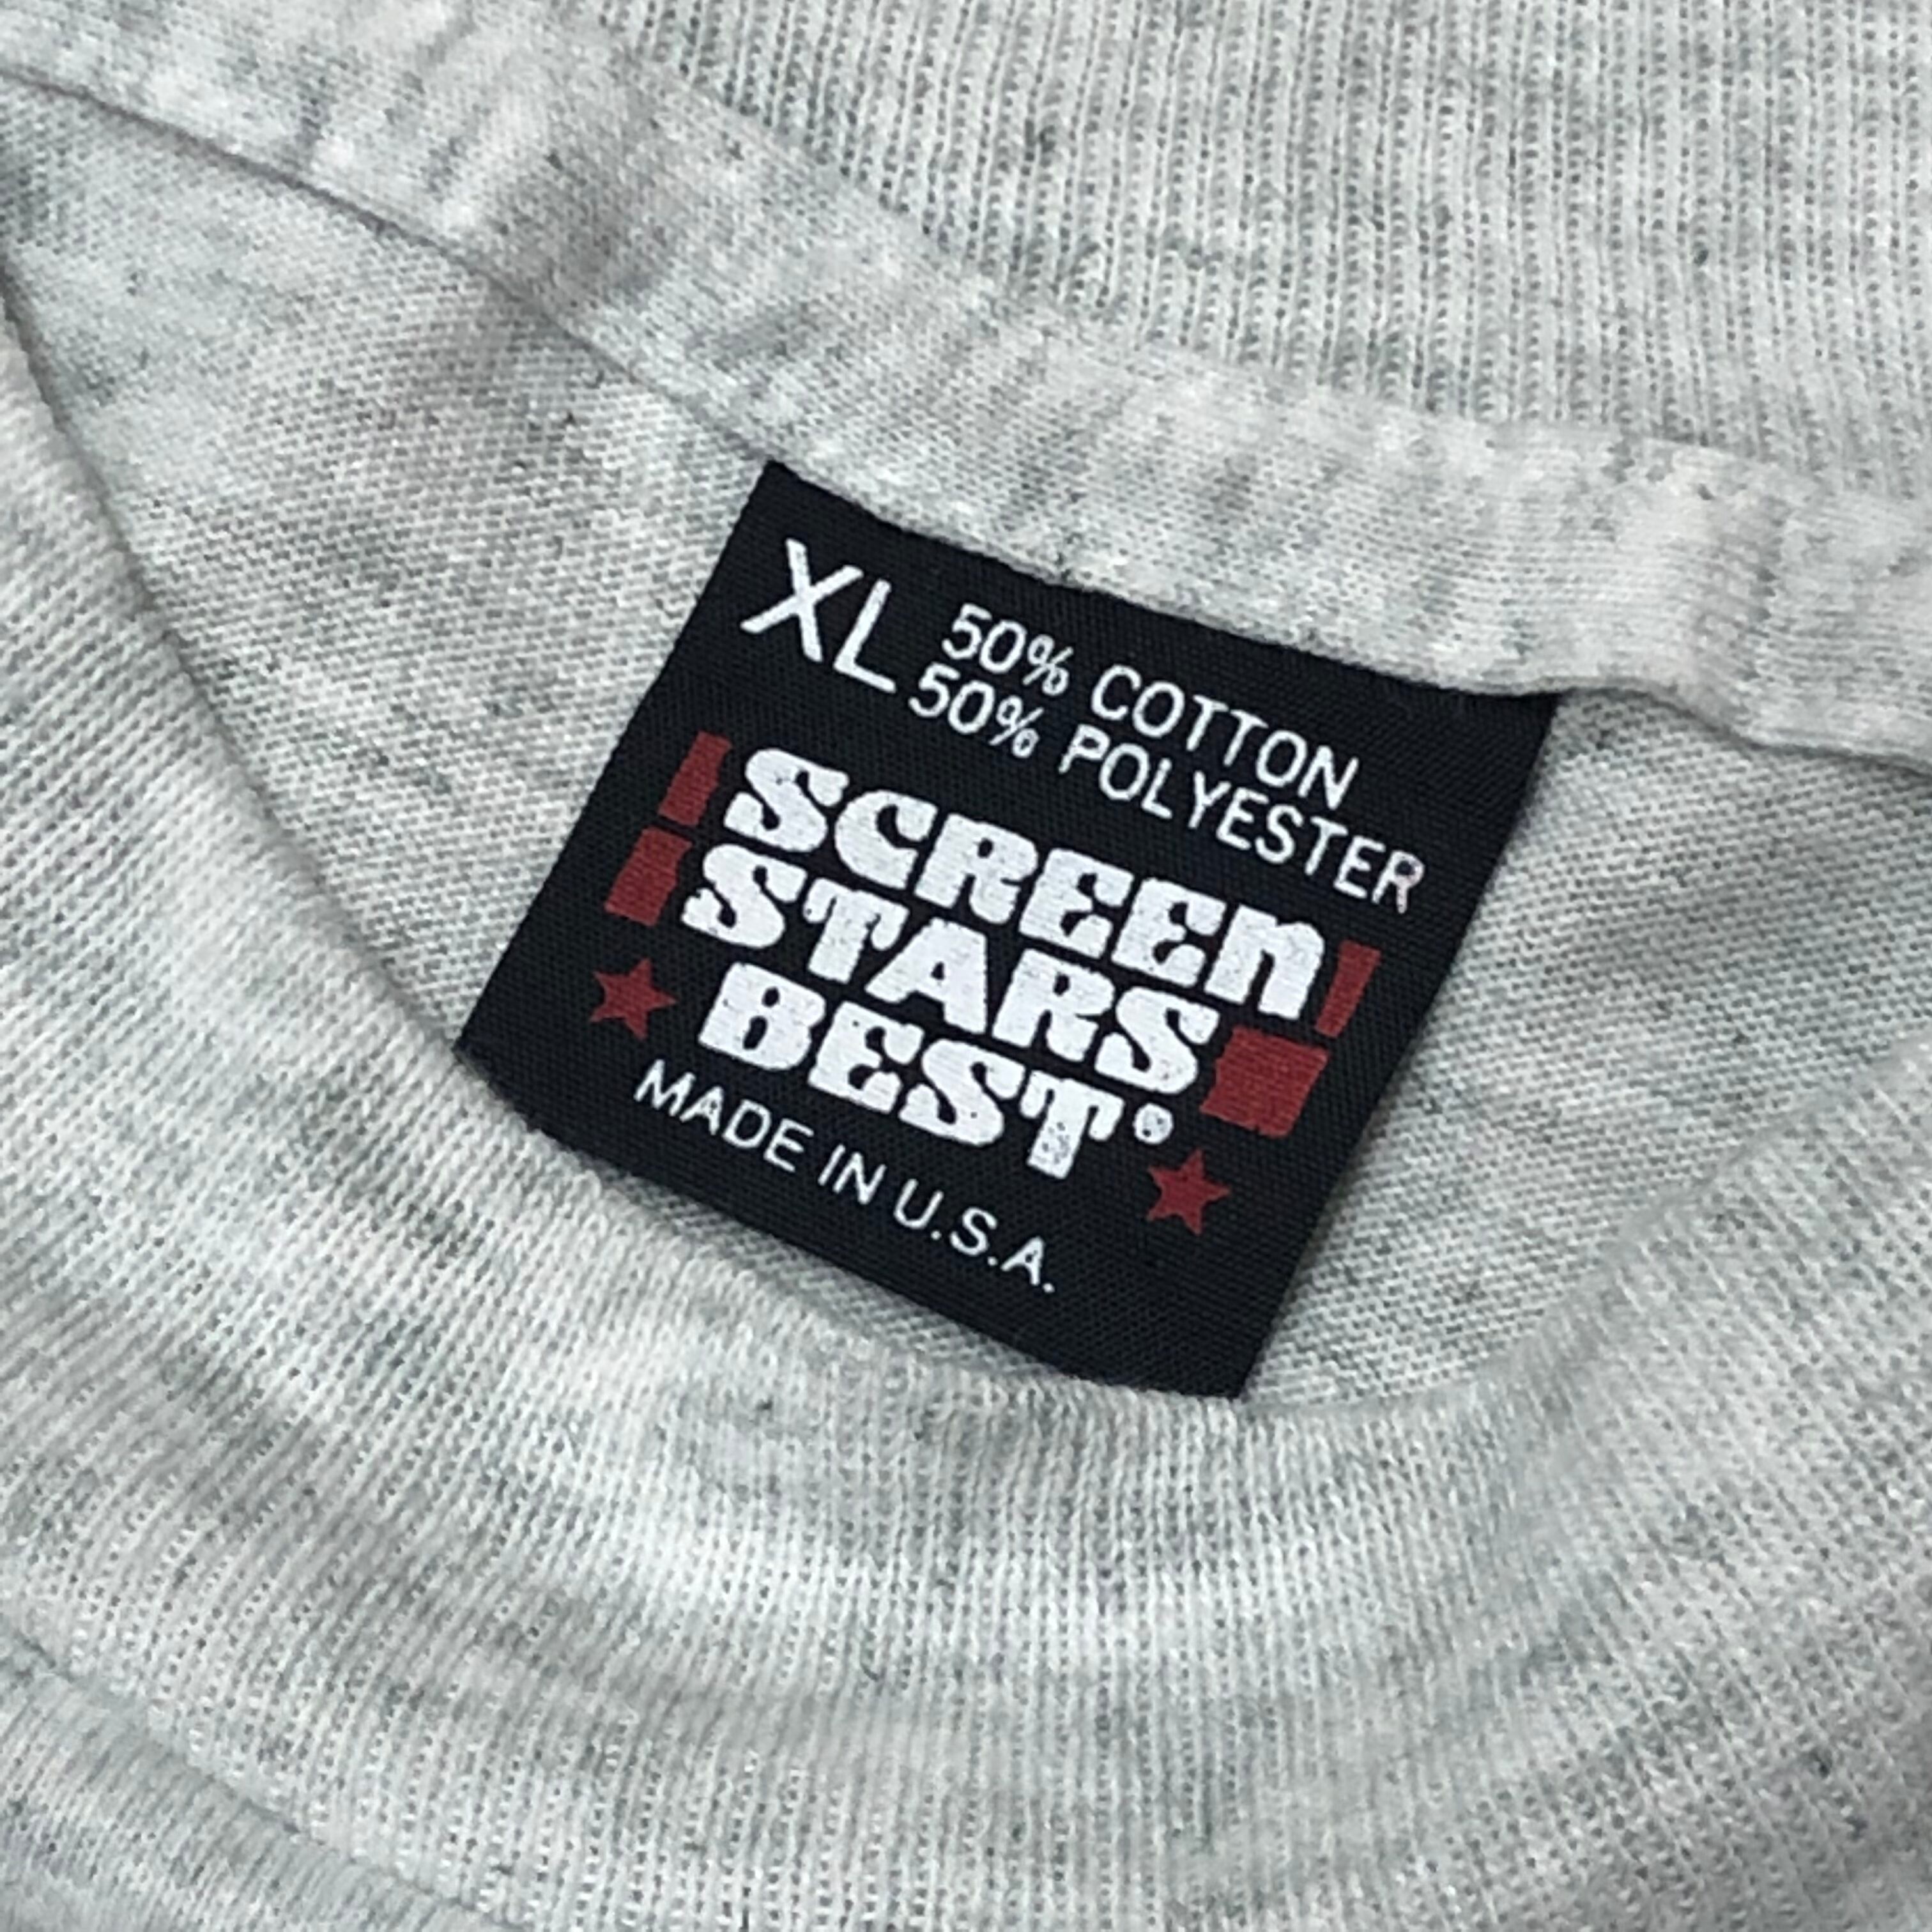 XL 50% COTTON
50% POLYESTER
SCREEN
STARS
BEST
MADE IN U.S.A.